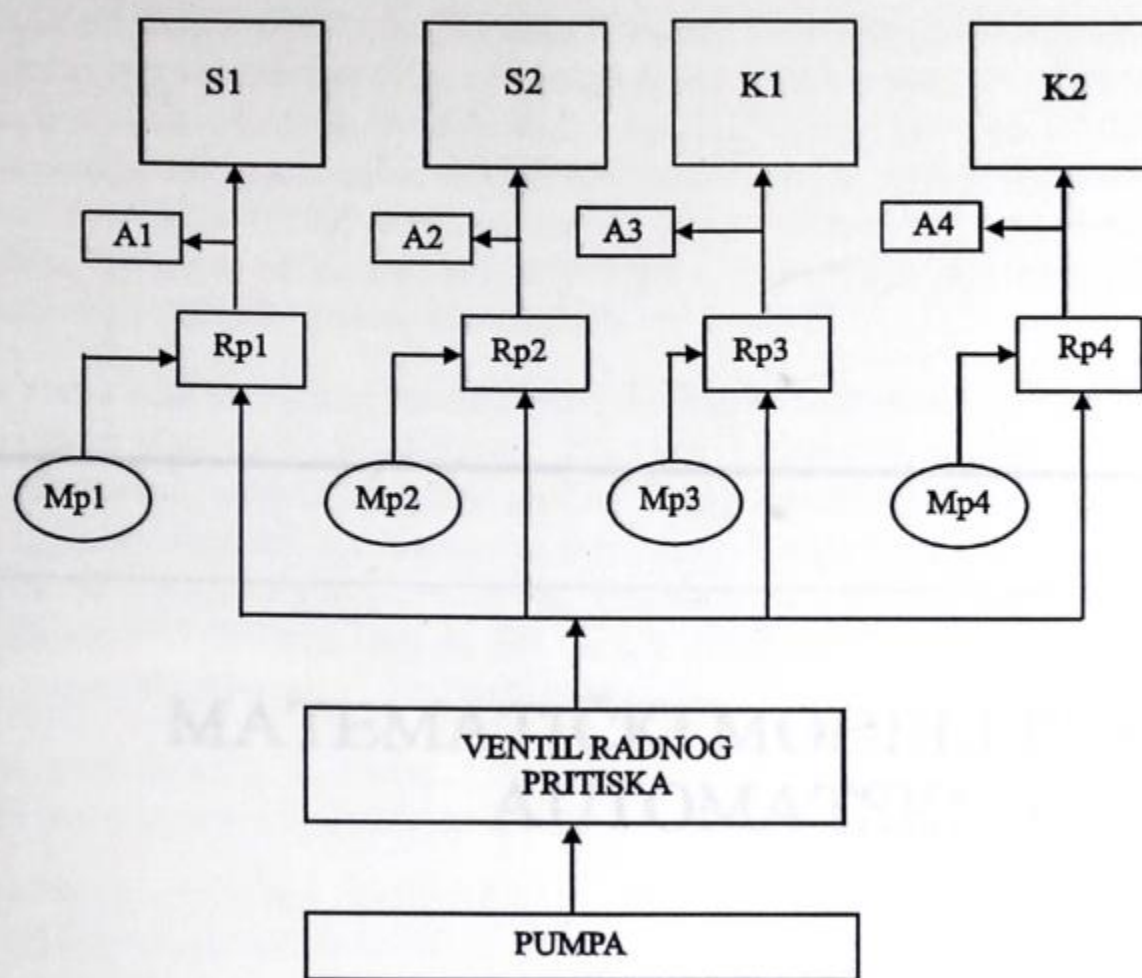 S1 S2 K1 K2
A1 A2 A3 A4
Rp1 Rp2 Rp3 Rp4
Mp1 Mp2 Mp3 Mp4
VENTIL RADNOG
PRITISKA
PUMPA